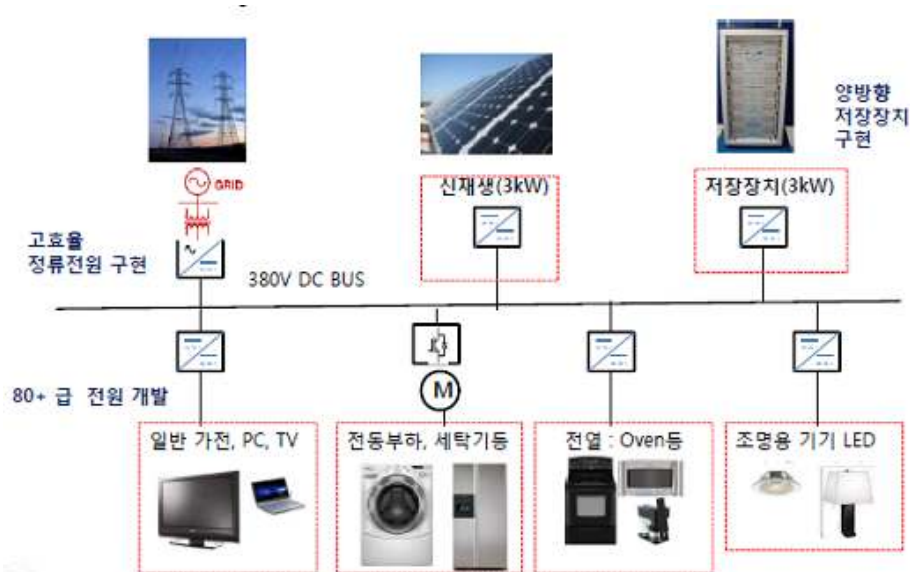 GRID
신재생(3kW)
저장장치(3kW)
양방향
저장장치
구현
고효율
정류전원 구현
380V DC BUS
80+ 급 전원 개발
M
일반 가전, PC, TV
전동부하, 세탁기등
전열 : Oven등
조명용 기기 LED